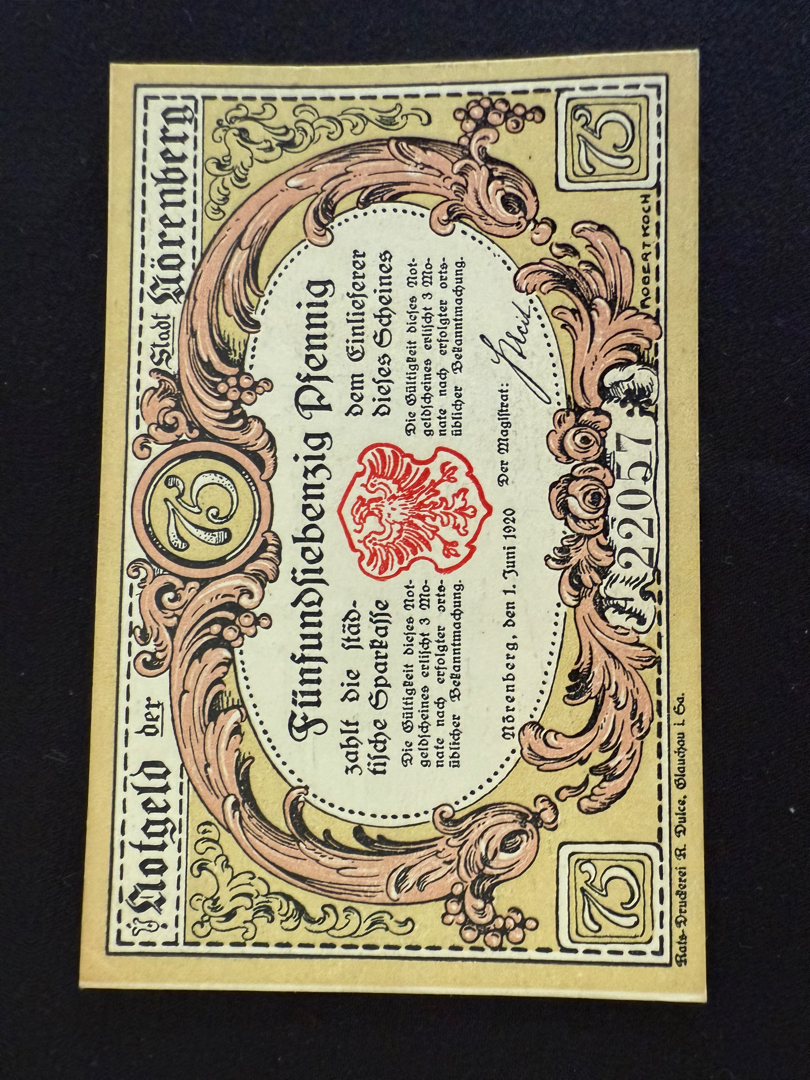 Notgeld der Stadt Nörenberg
75
Fünfundsiebenzig Pfennig
zahlt die städ-
tische Sparkasse
dem Einlieferer
dieses Scheines
Die Gültigkeit dieses Not-
geldscheines erlischt 3 Mo-
nate nach erfolgter orts-
üblicher Bekanntmachung.
Die Gültigkeit dieses Not-
geldscheines erlischt 3 Mo-
nate nach erfolgter orts-
üblicher Bekanntmachung.
Nörenberg, den 1. Juni 1920 Der Magistrat:
75
22057
75
ROBERT KOCH
Rats-Druckerei R. Dulce, Glauchau i. Sa.